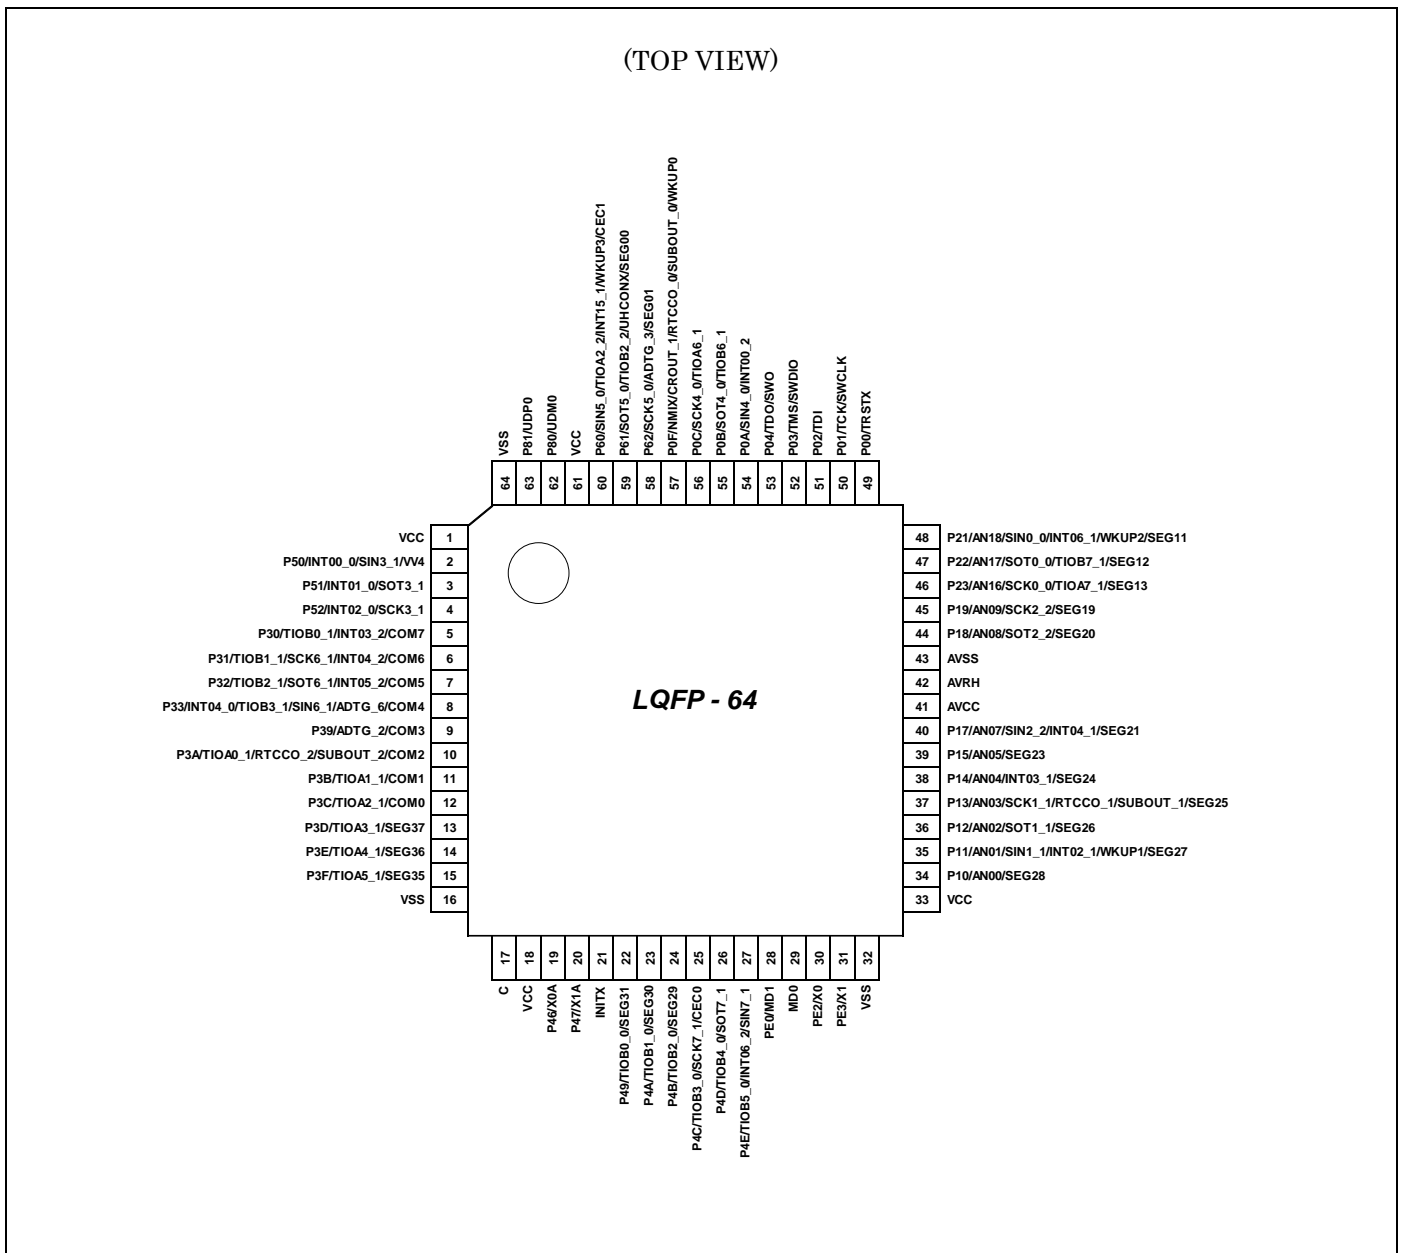 (TOP VIEW)
VSS
P81/UDP0
P80/UDM0
VCC
P60/SIN5_0/TIOA2_2/INT15_1/WKUP3/CEC1
P61/SOT5_0/TIOB2_2/UHCONX/SEG00
P62/SCK5_0/ADTG_3/SEG01
P0F/NMIX/CROUT_1/RTCCO_0/SUBOUT_0/WKUP0
P0C/SCK4_0/TIOA6_1
P0B/SOT4_0/TIOB6_1
P0A/SIN4_0/INT00_2
P04/TDO/SWO
P03/TMS/SWDIO
P02/TDI
P01/TCK/SWCLK
P00/TRSTX
64 63 62 61 60 59 58 57 56 55 54 53 52 51 50 49
VCC 1
P50/INT00_0/SIN3_1/VV4 2
P51/INT01_0/SOT3_1 3
P52/INT02_0/SCK3_1 4
P30/TIOB0_1/INT03_2/COM7 5
P31/TIOB1_1/SCK6_1/INT04_2/COM6 6
P32/TIOB2_1/SOT6_1/INT05_2/COM5 7
P33/INT04_0/TIOB3_1/SIN6_1/ADTG_6/COM4 8
P39/ADTG_2/COM3 9
P3A/TIOA0_1/RTCCO_2/SUBOUT_2/COM2 10
P3B/TIOA1_1/COM1 11
P3C/TIOA2_1/COM0 12
P3D/TIOA3_1/SEG37 13
P3E/TIOA4_1/SEG36 14
P3F/TIOA5_1/SEG35 15
VSS 16
LQFP - 64
48 P21/AN18/SIN0_0/INT06_1/WKUP2/SEG11
47 P22/AN17/SOT0_0/TIOB7_1/SEG12
46 P23/AN16/SCK0_0/TIOA7_1/SEG13
45 P19/AN09/SCK2_2/SEG19
44 P18/AN08/SOT2_2/SEG20
43 AVSS
42 AVRH
41 AVCC
40 P17/AN07/SIN2_2/INT04_1/SEG21
39 P15/AN05/SEG23
38 P14/AN04/INT03_1/SEG24
37 P13/AN03/SCK1_1/RTCCO_1/SUBOUT_1/SEG25
36 P12/AN02/SOT1_1/SEG26
35 P11/AN01/SIN1_1/INT02_1/WKUP1/SEG27
34 P10/AN00/SEG28
33 VCC
17 18 19 20 21 22 23 24 25 26 27 28 29 30 31 32
C
VCC
P46/X0A
P47/X1A
INITX
P49/TIOB0_0/SEG31
P4A/TIOB1_0/SEG30
P4B/TIOB2_0/SEG29
P4C/TIOB3_0/SCK7_1/CEC0
P4D/TIOB4_0/SOT7_1
P4E/TIOB5_0/INT06_2/SIN7_1
PE0/MD1
MD0
PE2/X0
PE3/X1
VSS